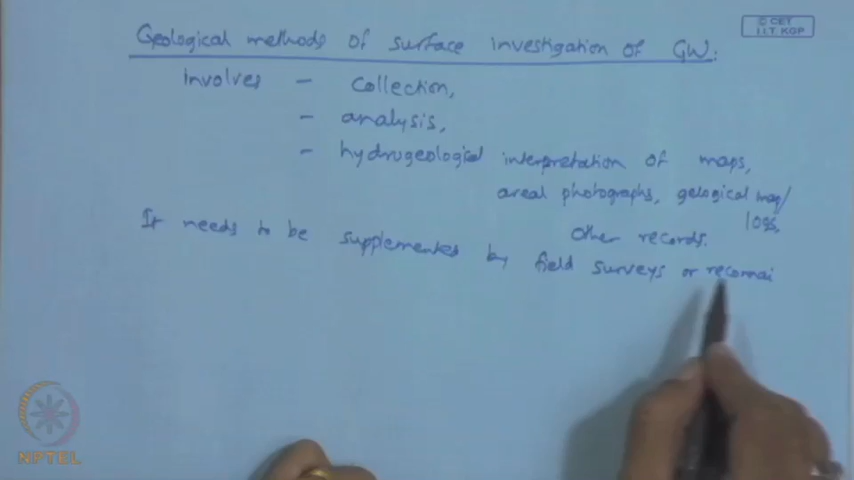 © CET
I.I.T. KGP
Geological methods of surface investigation of GW:
Involves - Collection,
- analysis,
- hydrogeological interpretation of maps,
areal photographs, gelogical map/
logs,
Other records.
It needs to be supplemented by field surveys or reconnai
NPTEL